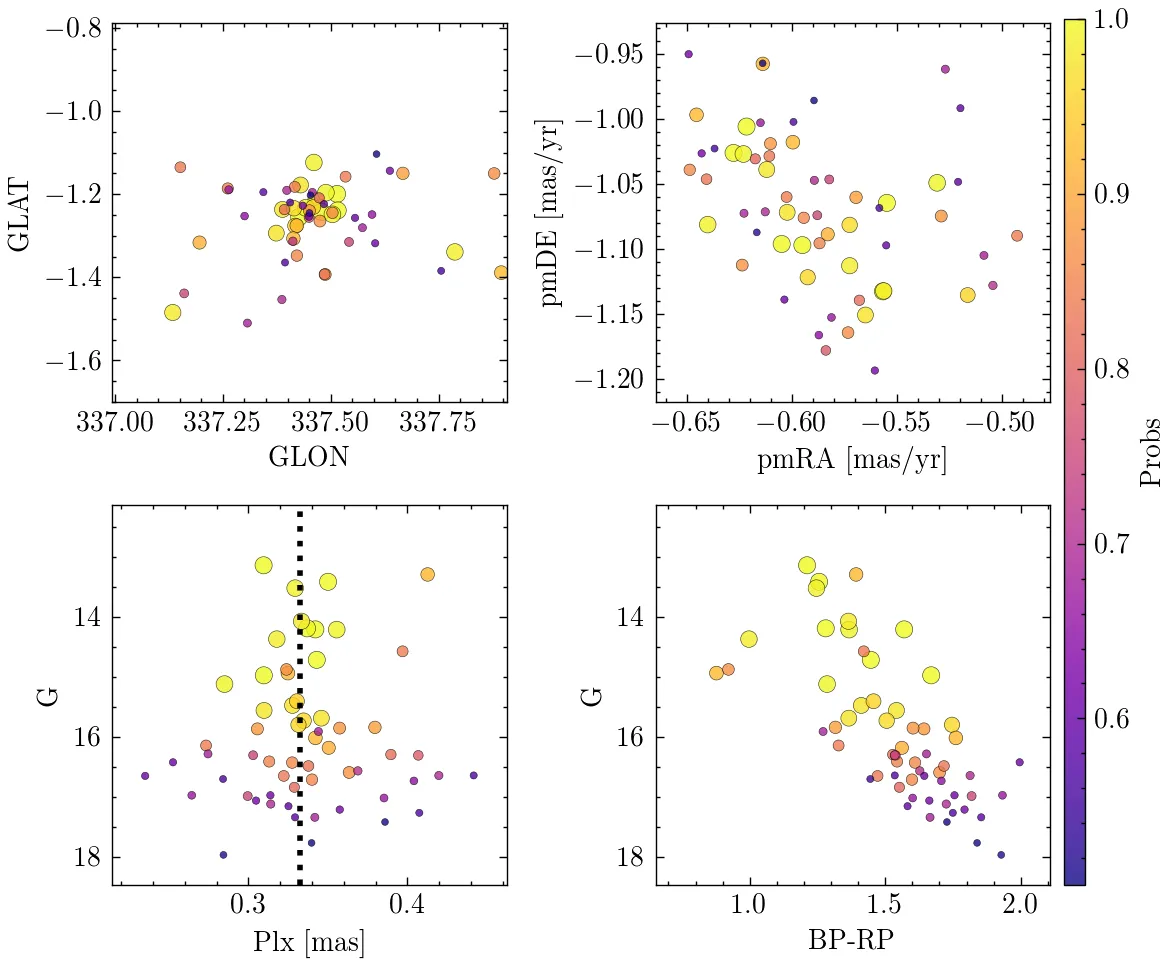 −0.8
−1.0
−1.2
−1.4
−1.6
GLAT
337.00 337.25 337.50 337.75
GLON
−0.95
−1.00
−1.05
−1.10
−1.15
−1.20
pmDE [mas/yr]
−0.65 −0.60 −0.55 −0.50
pmRA [mas/yr]
14
16
18
G
0.3 0.4
Plx [mas]
14
16
18
G
1.0 1.5 2.0
BP-RP
1.0
0.9
0.8
0.7
0.6
Probs